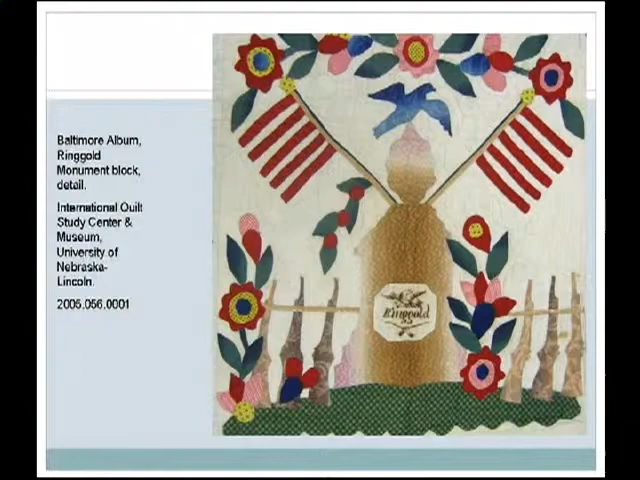 Baltimore Album,
Ringgold
Monument block,
detail.
International Quilt
Study Center &
Museum,
University of
Nebraska-
Lincoln.
2005.056.0001
Ringgold